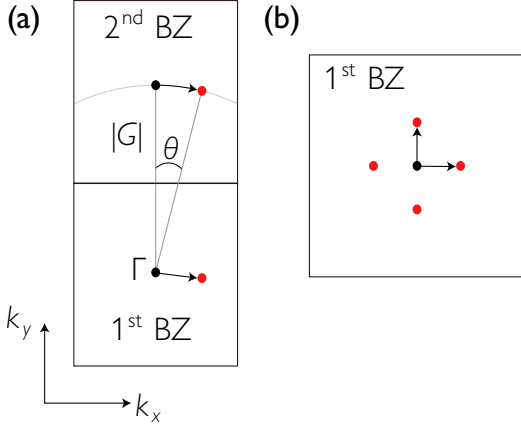 (a)
2nd BZ
|G|
θ
Γ
1st BZ
ky
kx
(b)
1st BZ